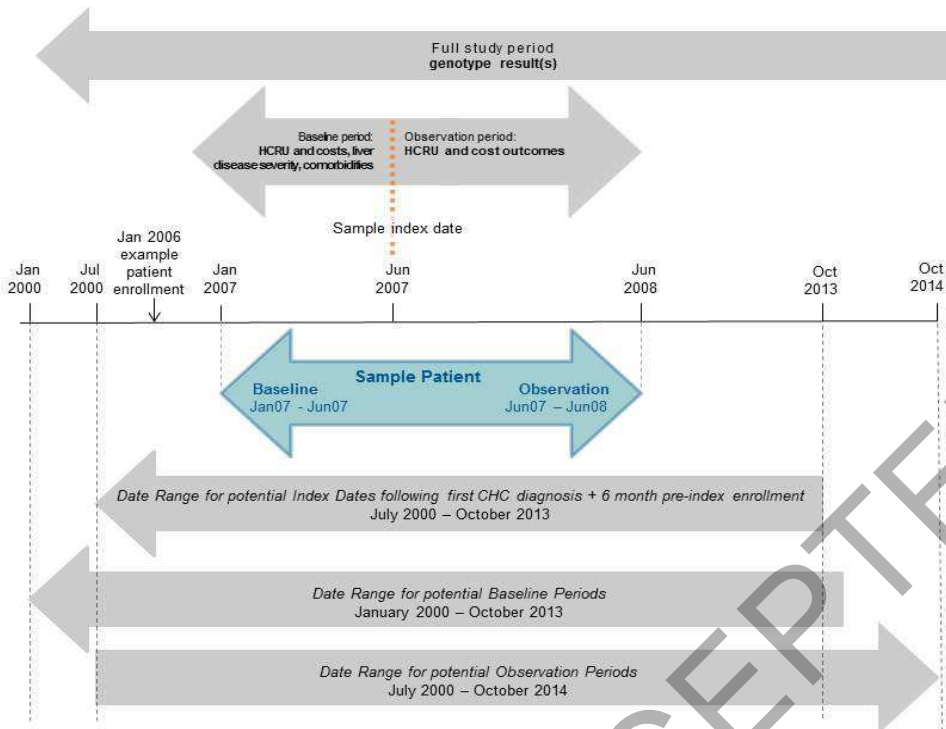 Full study period
genotype result(s)
Baseline period:
HCRU and costs, liver
disease severity, comorbidities
Observation period:
HCRU and cost outcomes
Sample index date
Jan 2006
example
patient
enrollment
Jan
2000
Jul
2000
Jan
2007
Jun
2007
Jun
2008
Oct
2013
Oct
2014
Sample Patient
Baseline
Jan07 - Jun07
Observation
Jun07 – Jun08
Date Range for potential Index Dates following first CHC diagnosis + 6 month pre-index enrollment
July 2000 – October 2013
Date Range for potential Baseline Periods
January 2000 – October 2013
Date Range for potential Observation Periods
July 2000 – October 2014
CEPTE